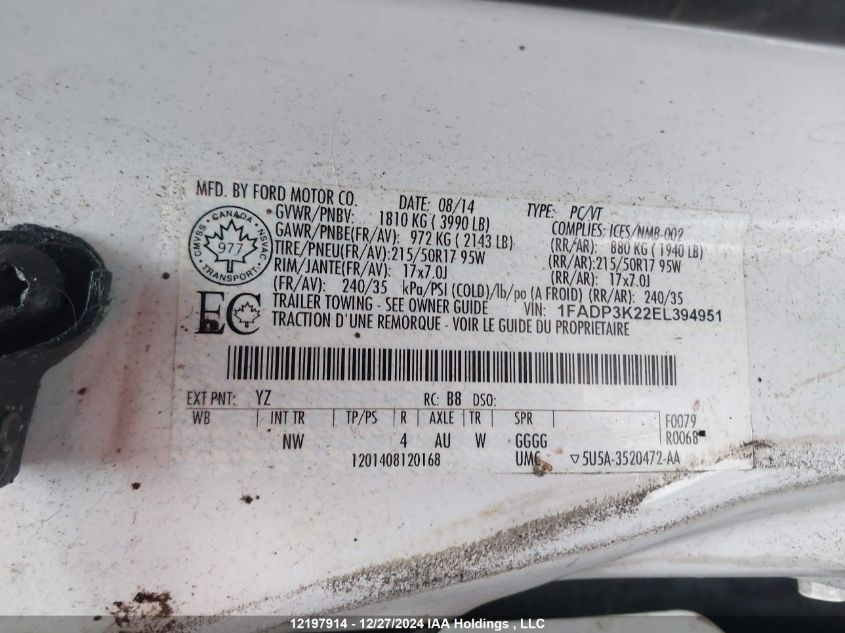 MFD. BY FORD MOTOR CO. DATE: 08/14 TYPE: PC/VT
GVWR/PNBV: 1810 KG ( 3990 LB) COMPLIES: ICES/NMB-002
GAWR/PNBE(FR/AV): 972 KG ( 2143 LB) (RR/AR): 880 KG ( 1940 LB)
TIRE/PNEU(FR/AV):215/50R17 95W (RR/AR):215/50R17 95W
RIM/JANTE(FR/AV): 17x7.0J (RR/AR): 17x7.0J
(FR/AV): 240/35 kPa/PSI (COLD)/lb/po (A FROID) (RR/AR): 240/35
TRAILER TOWING - SEE OWNER GUIDE VIN: 1FADP3K22EL394951
TRACTION D'UNE REMORQUE - VOIR LE GUIDE DU PROPRIETAIRE
CMVSS CANADA NSVAC
977
TRANSPORT
EC
EXT PNT: YZ RC: B8 DSO:
WB INT TR TP/PS R AXLE TR SPR F0079
NW 4 AU W GGGG R0068
1201408120168 UMC ▽5U5A-3520472-AA
12197914 - 12/27/2024 IAA Holdings , LLC